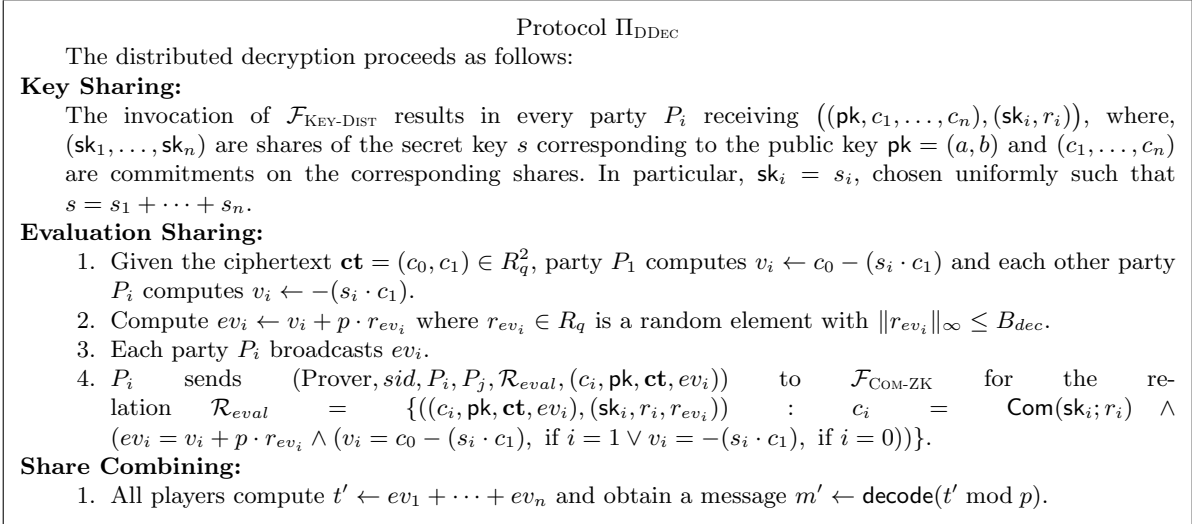 Protocol Π_DDEC
The distributed decryption proceeds as follows:
Key Sharing:
The invocation of F_KEY-DIST results in every party P_i receiving ((pk, c_1, . . . , c_n), (sk_i, r_i)), where,
(sk_1, . . . , sk_n) are shares of the secret key s corresponding to the public key pk = (a, b) and (c_1, . . . , c_n)
are commitments on the corresponding shares. In particular, sk_i = s_i, chosen uniformly such that
s = s_1 + · · · + s_n.
Evaluation Sharing:
1. Given the ciphertext ct = (c_0, c_1) ∈ R_q^2, party P_1 computes v_i ← c_0 − (s_i · c_1) and each other party
P_i computes v_i ← −(s_i · c_1).
2. Compute ev_i ← v_i + p · r_{ev_i} where r_{ev_i} ∈ R_q is a random element with ‖r_{ev_i}‖_∞ ≤ B_{dec}.
3. Each party P_i broadcasts ev_i.
4. P_i sends (Prover, sid, P_i, P_j, R_{eval}, (c_i, pk, ct, ev_i)) to F_COM-ZK for the re-
lation R_{eval} = {((c_i, pk, ct, ev_i), (sk_i, r_i, r_{ev_i})) : c_i = Com(sk_i; r_i) ∧
(ev_i = v_i + p · r_{ev_i} ∧ (v_i = c_0 − (s_i · c_1), if i = 1 ∨ v_i = −(s_i · c_1), if i = 0))}.
Share Combining:
1. All players compute t′ ← ev_1 + · · · + ev_n and obtain a message m′ ← decode(t′ mod p).